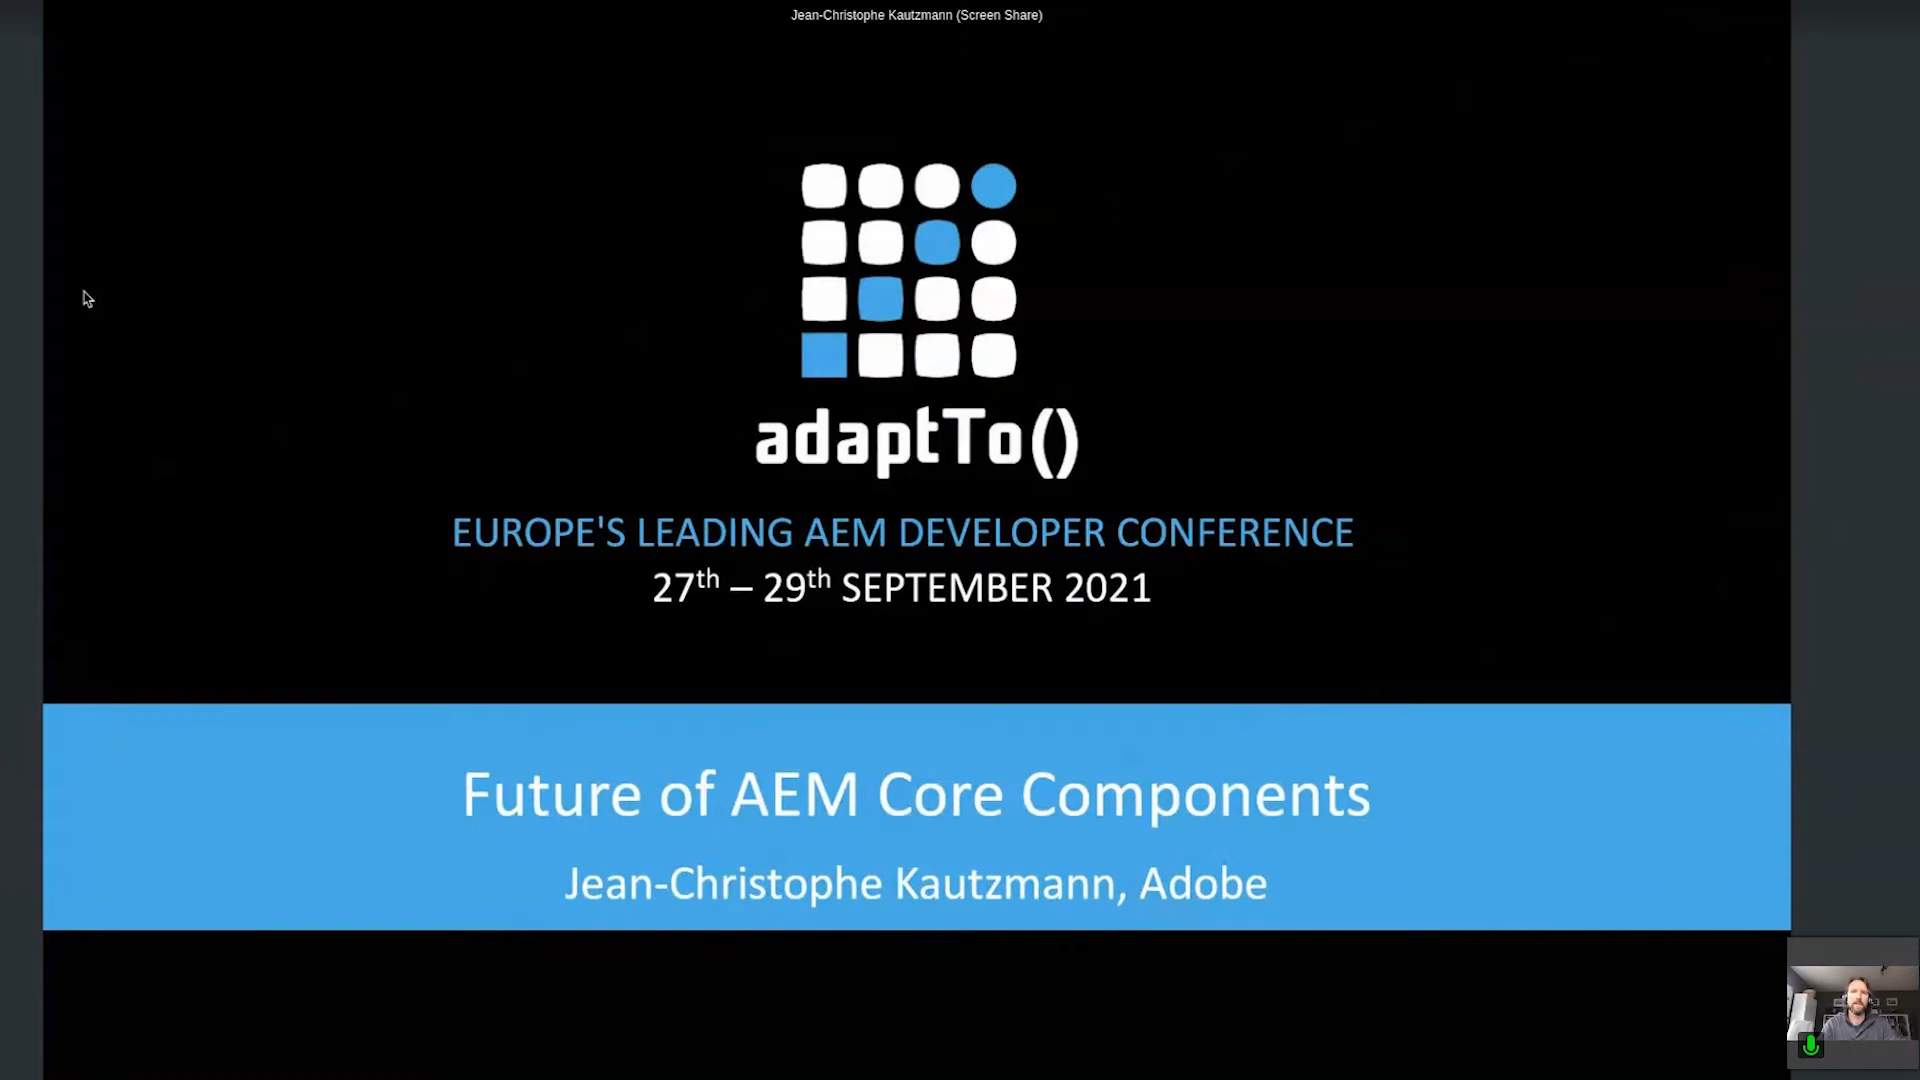 Jean-Christophe Kautzmann (Screen Share)
adaptTo()
EUROPE'S LEADING AEM DEVELOPER CONFERENCE
27th – 29th SEPTEMBER 2021
Future of AEM Core Components
Jean-Christophe Kautzmann, Adobe